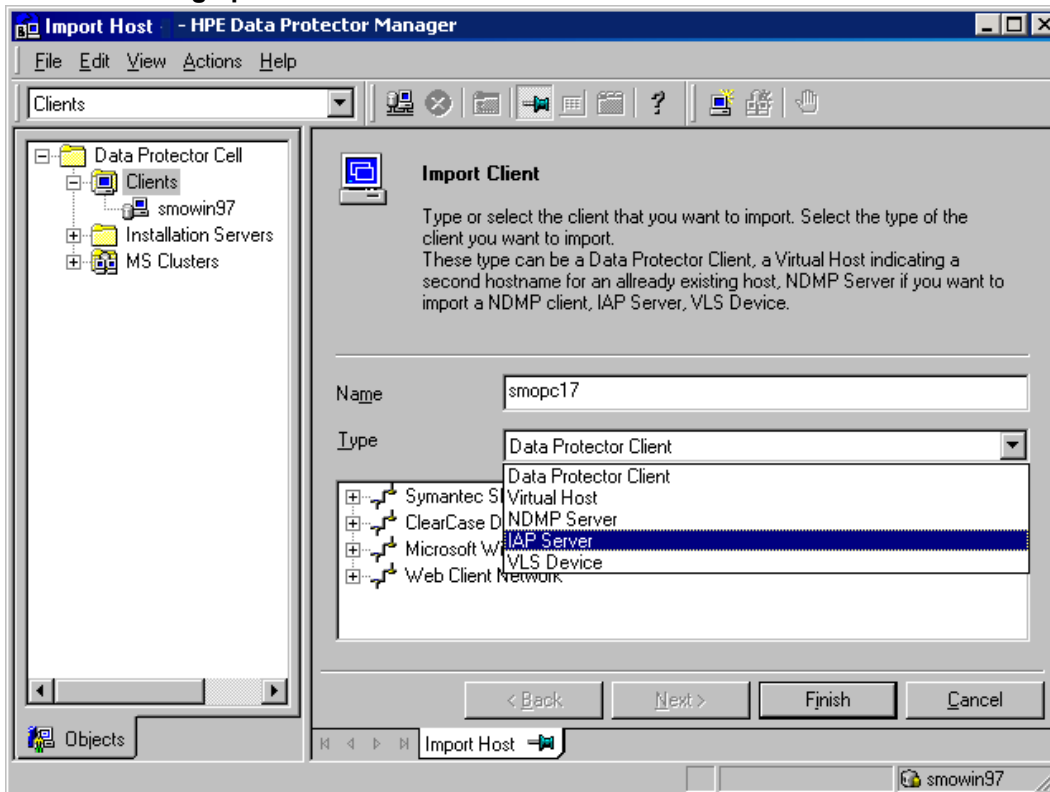 Import Host - HPE Data Protector Manager
File Edit View Actions Help
Clients
Data Protector Cell
Clients
smowin97
Installation Servers
MS Clusters
Import Client
Type or select the client that you want to import. Select the type of the
client you want to import.
These type can be a Data Protector Client, a Virtual Host indicating a
second hostname for an allready existing host, NDMP Server if you want to
import a NDMP client, IAP Server, VLS Device.
Name
smopc17
Type
Data Protector Client
Data Protector Client
Virtual Host
NDMP Server
IAP Server
VLS Device
Symantec
ClearCase
Microsoft
Web Client Network
< Back
Next >
Finish
Cancel
Objects
Import Host
smowin97